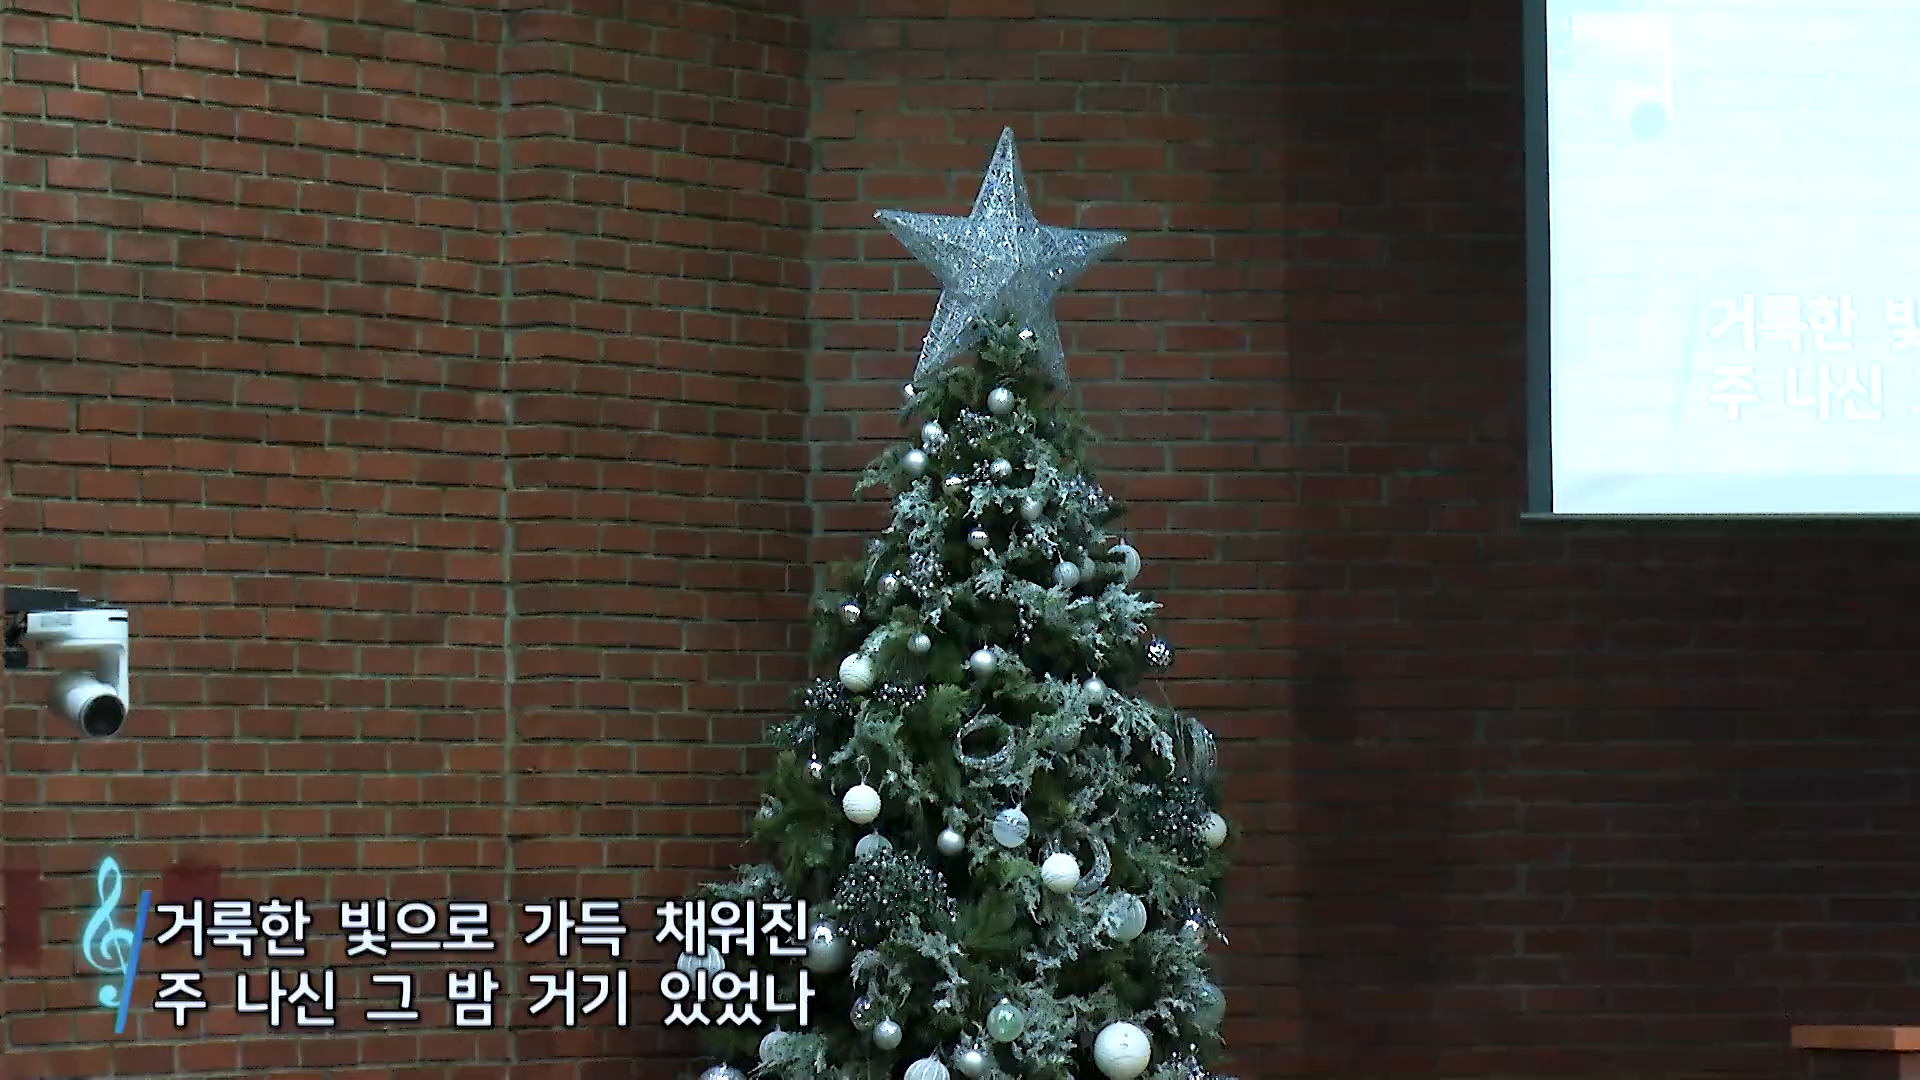 거룩한 빛
주 나신
거룩한 빛으로 가득 채워진
주 나신 그 밤 거기 있었나